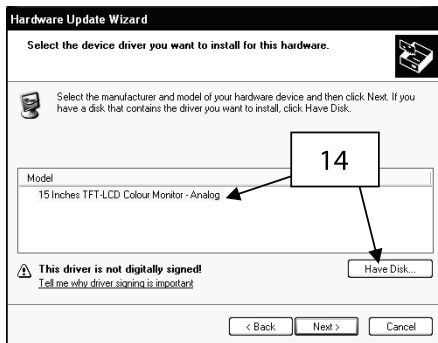 Hardware Update Wizard
Select the device driver you want to install for this hardware.
Select the manufacturer and model of your hardware device and then click Next. If you
have a disk that contains the driver you want to install, click Have Disk.
14
Model
15 Inches TFT-LCD Colour Monitor - Analog
This driver is not digitally signed!
Tell me why driver signing is important
Have Disk...
< Back
Next >
Cancel